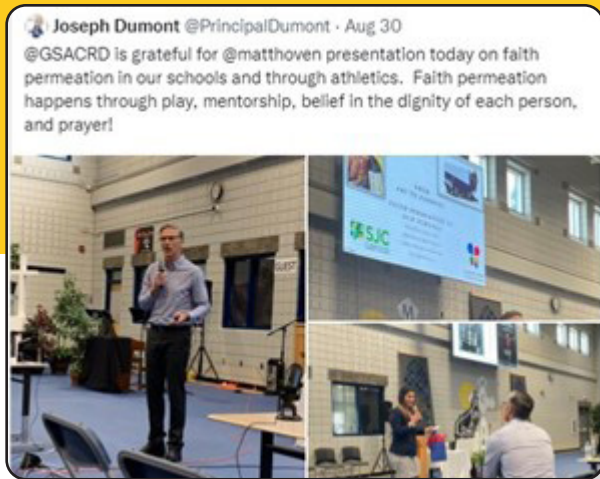 Joseph Dumont @PrincipalDumont · Aug 30
@GSACRD is grateful for @matthoven presentation today on faith
permeation in our schools and through athletics. Faith permeation
happens through play, mentorship, belief in the dignity of each person,
and prayer!
GUEST
SJC
M